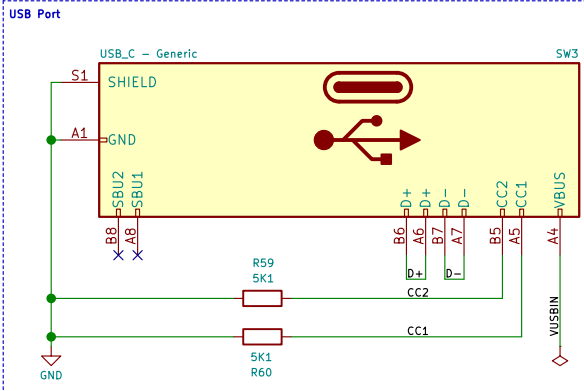 USB Port
USB_C - Generic
SW3
S1
SHIELD
A1
GND
SBU2
SBU1
D+
D+
D-
D-
CC2
CC1
VBUS
B8
A8
B6
A6
B7
A7
B5
A5
A4
D+
D-
R59
5K1
CC2
VUSBIN
CC1
5K1
R60
GND